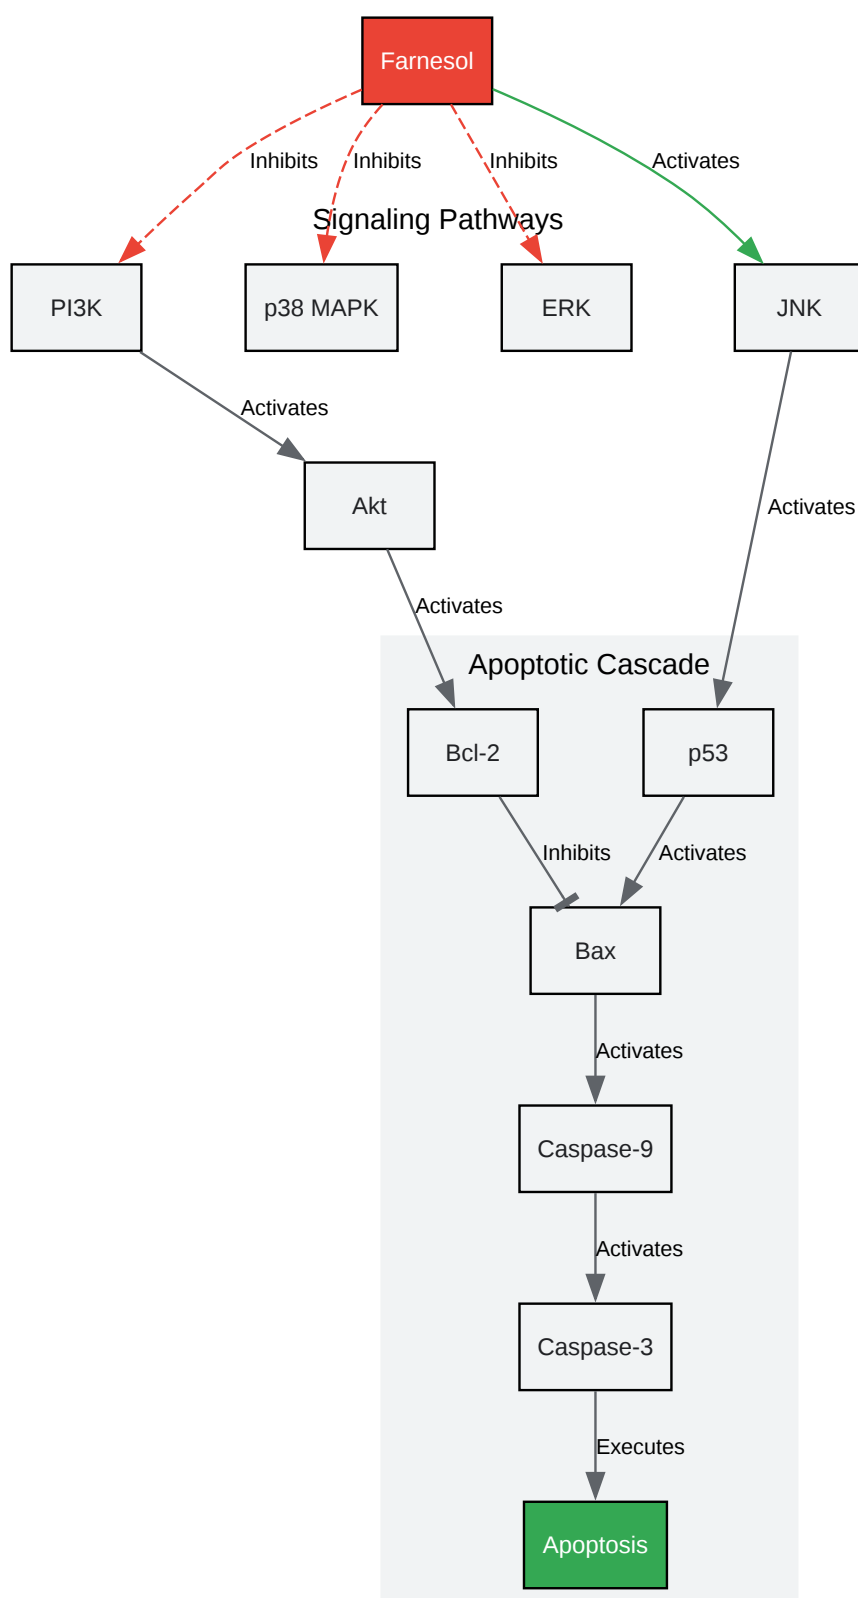 Farnesol
Inhibits
Inhibits
Inhibits
Activates
Signaling Pathways
PI3K
p38 MAPK
ERK
JNK
Activates
Akt
Activates
Activates
Apoptotic Cascade
Bcl-2
p53
Inhibits
Activates
Bax
Activates
Caspase-9
Activates
Caspase-3
Executes
Apoptosis